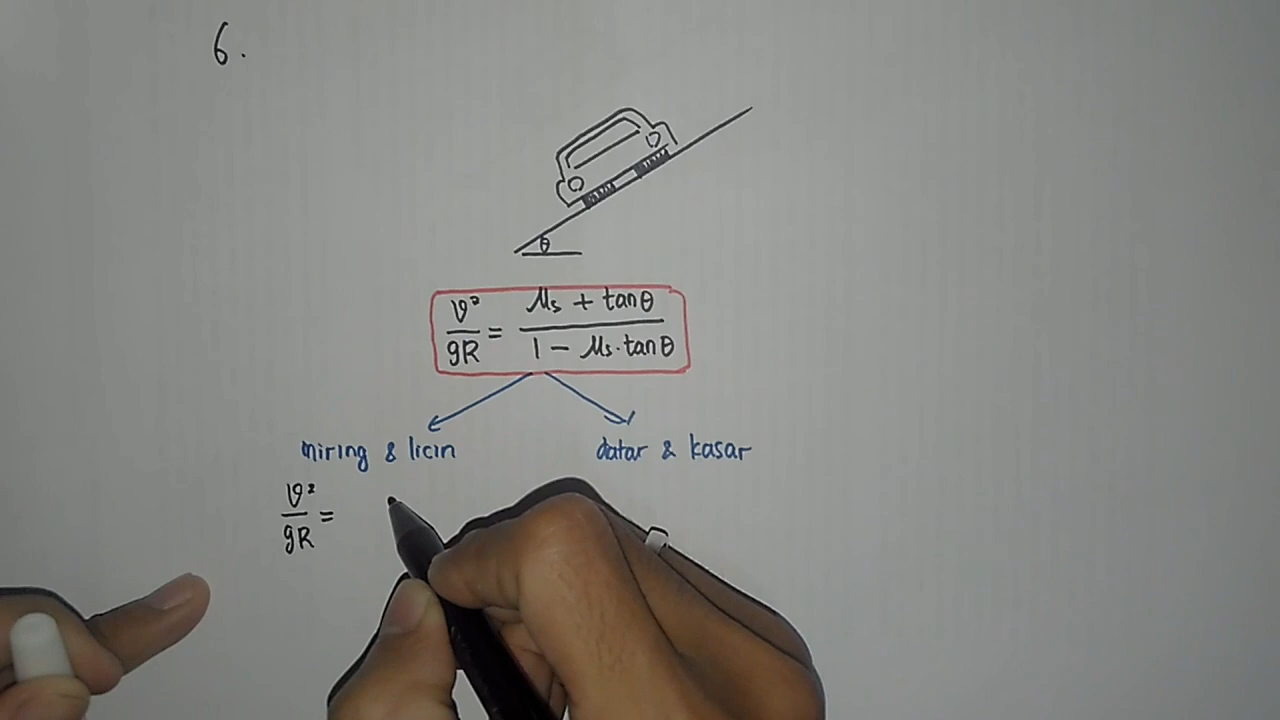 6.
θ
v²/gR = μs + tanθ / 1 - μs·tanθ
miring & licin
datar & kasar
v²/gR =